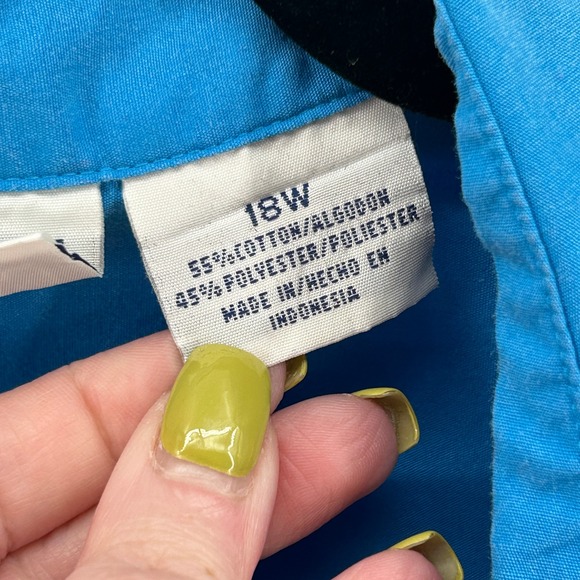 18W
55% COTTON/ALGODON
45% POLYESTER/POLIESTER
MADE IN/HECHO EN
INDONESIA